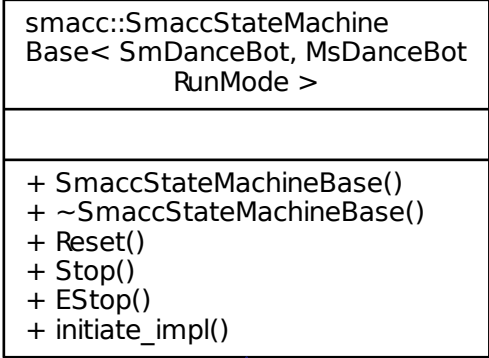 smacc::SmaccStateMachine
Base< SmDanceBot, MsDanceBot
RunMode >
+ SmaccStateMachineBase()
+ ~SmaccStateMachineBase()
+ Reset()
+ Stop()
+ EStop()
+ initiate_impl()